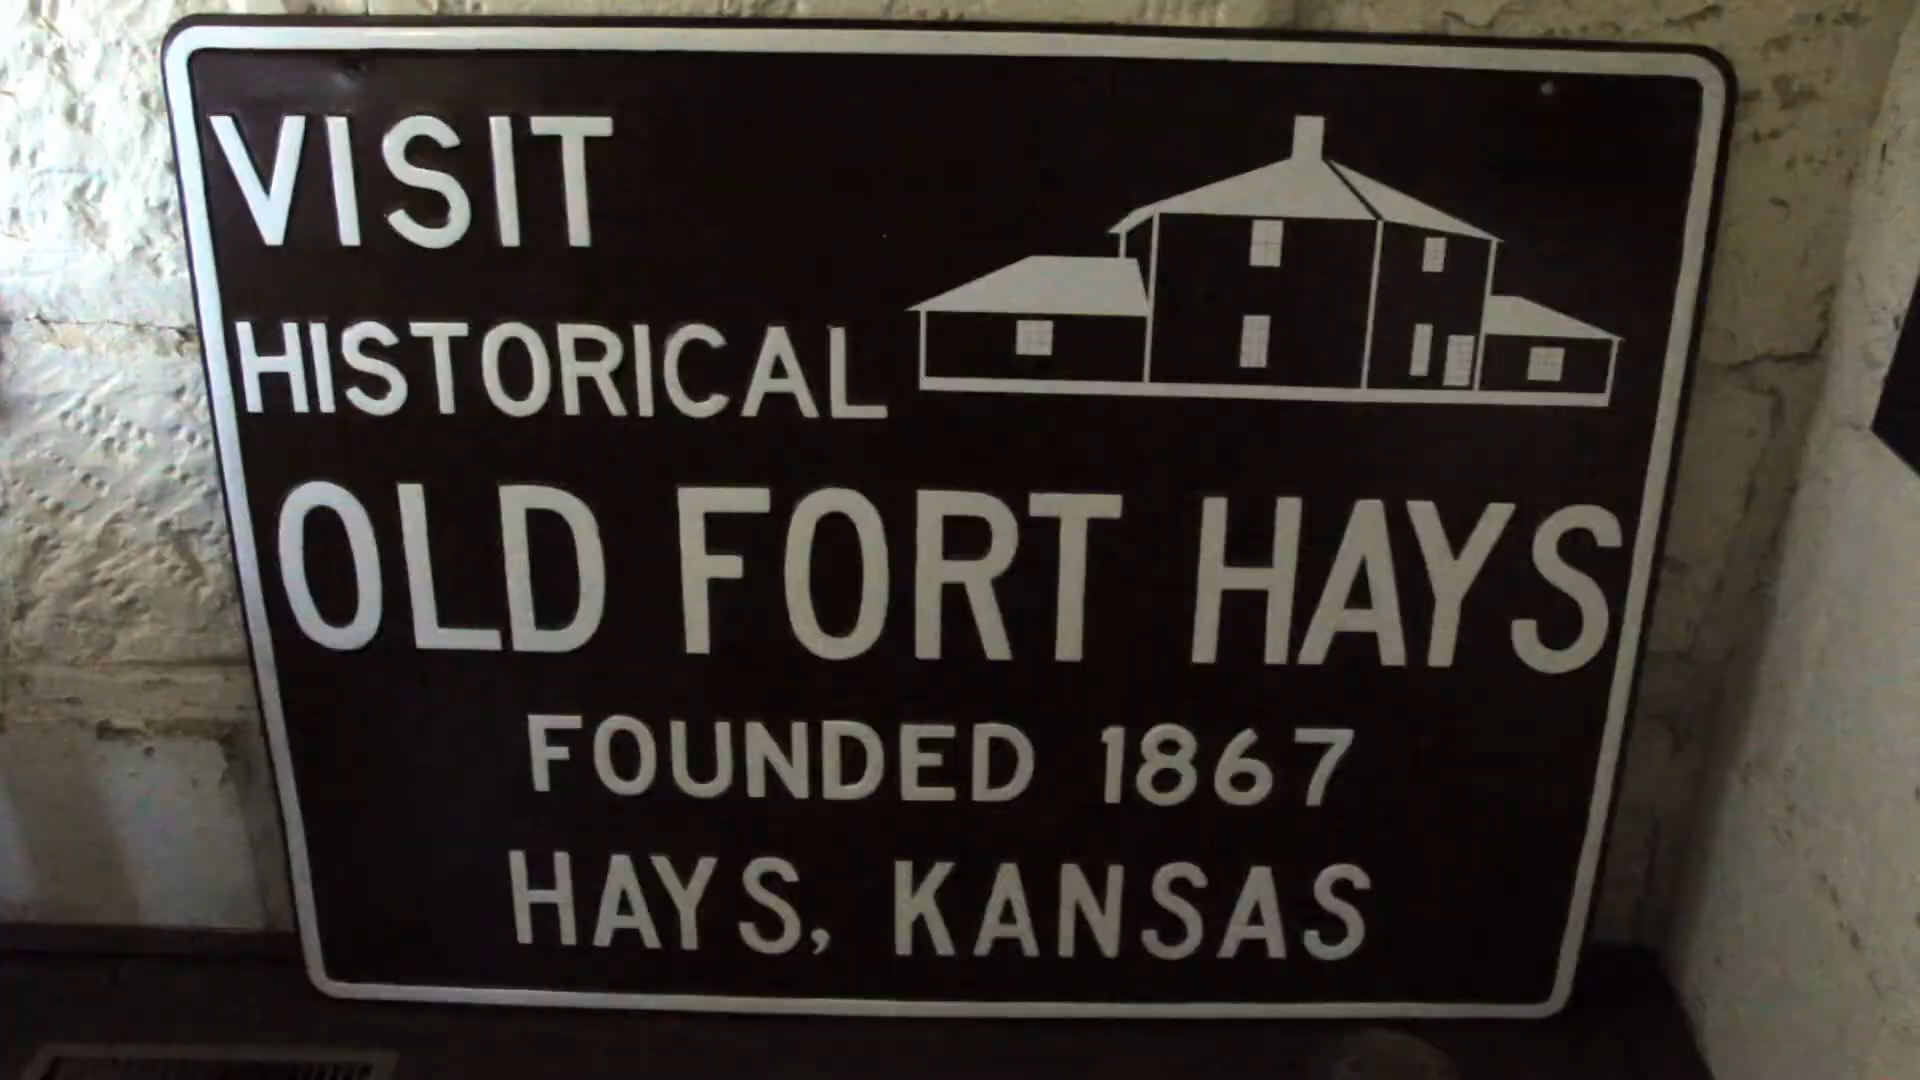 VISIT
HISTORICAL
OLD FORT HAYS
FOUNDED 1867
HAYS, KANSAS